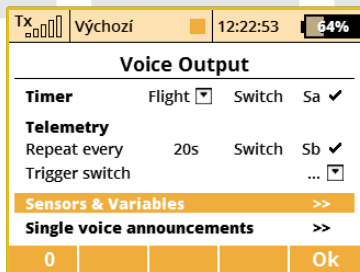 Tx Výchozí 12:22:53 64%
Voice Output
Timer Flight Switch Sa ✔
Telemetry
Repeat every 20s Switch Sb ✔
Trigger switch ...
Sensors & Variables >>
Single voice announcements >>
0 Ok